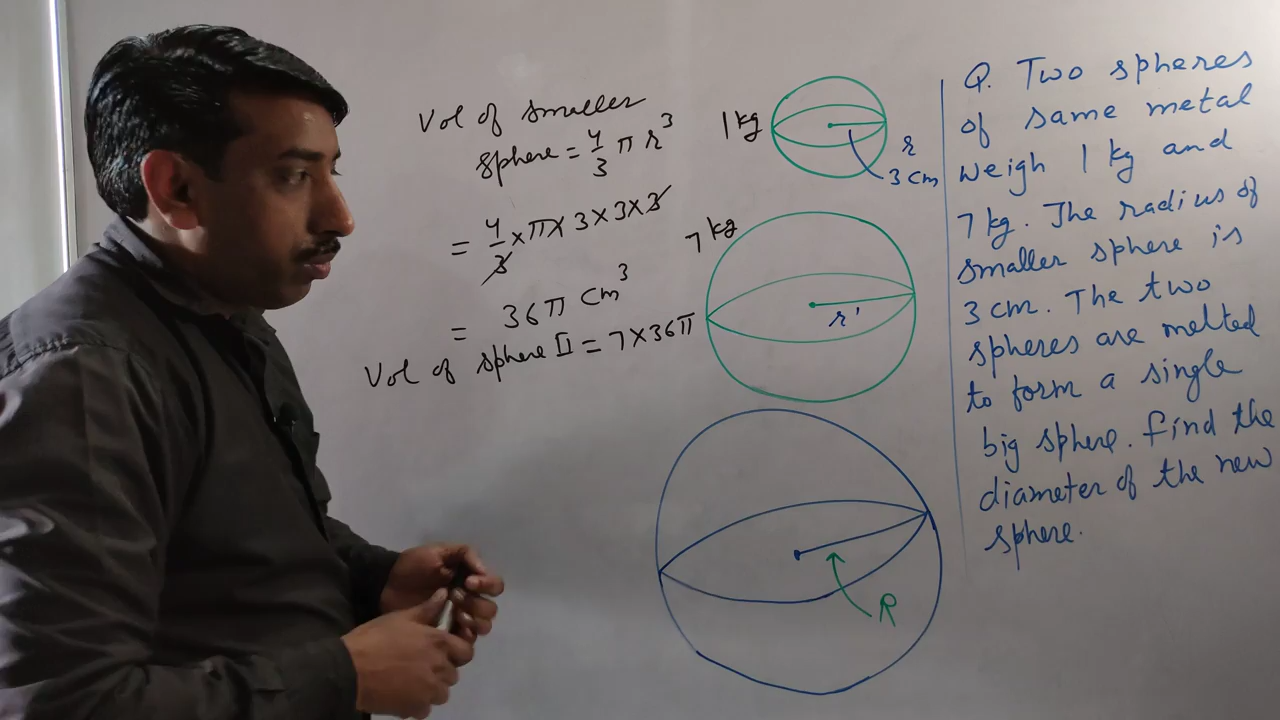 Vol of smaller
sphere = 4/3 π r³
= 4/3 × π × 3 × 3 × 3
= 36π cm³
Vol of sphere II = 7 × 36π
1 kg
r
3 cm
7 kg
r'
R
Q. Two spheres
of same metal
weigh 1 kg and
7 kg. The radius of
smaller sphere is
3 cm. The two
spheres are melted
to form a single
big sphere. Find the
diameter of the new
sphere.